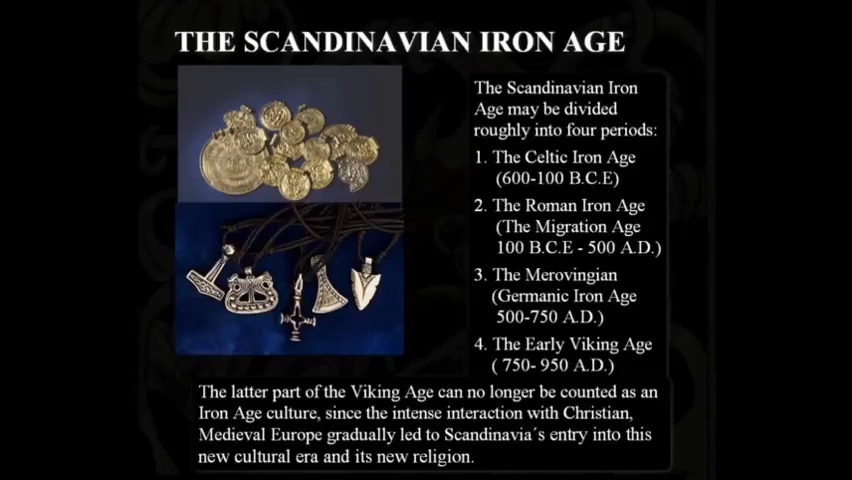 THE SCANDINAVIAN IRON AGE
The Scandinavian Iron
Age may be divided
roughly into four periods:
1. The Celtic Iron Age
(600-100 B.C.E)
2. The Roman Iron Age
(The Migration Age
100 B.C.E - 500 A.D.)
3. The Merovingian
(Germanic Iron Age
500-750 A.D.)
4. The Early Viking Age
( 750- 950 A.D.)
The latter part of the Viking Age can no longer be counted as an
Iron Age culture, since the intense interaction with Christian,
Medieval Europe gradually led to Scandinavia´s entry into this
new cultural era and its new religion.